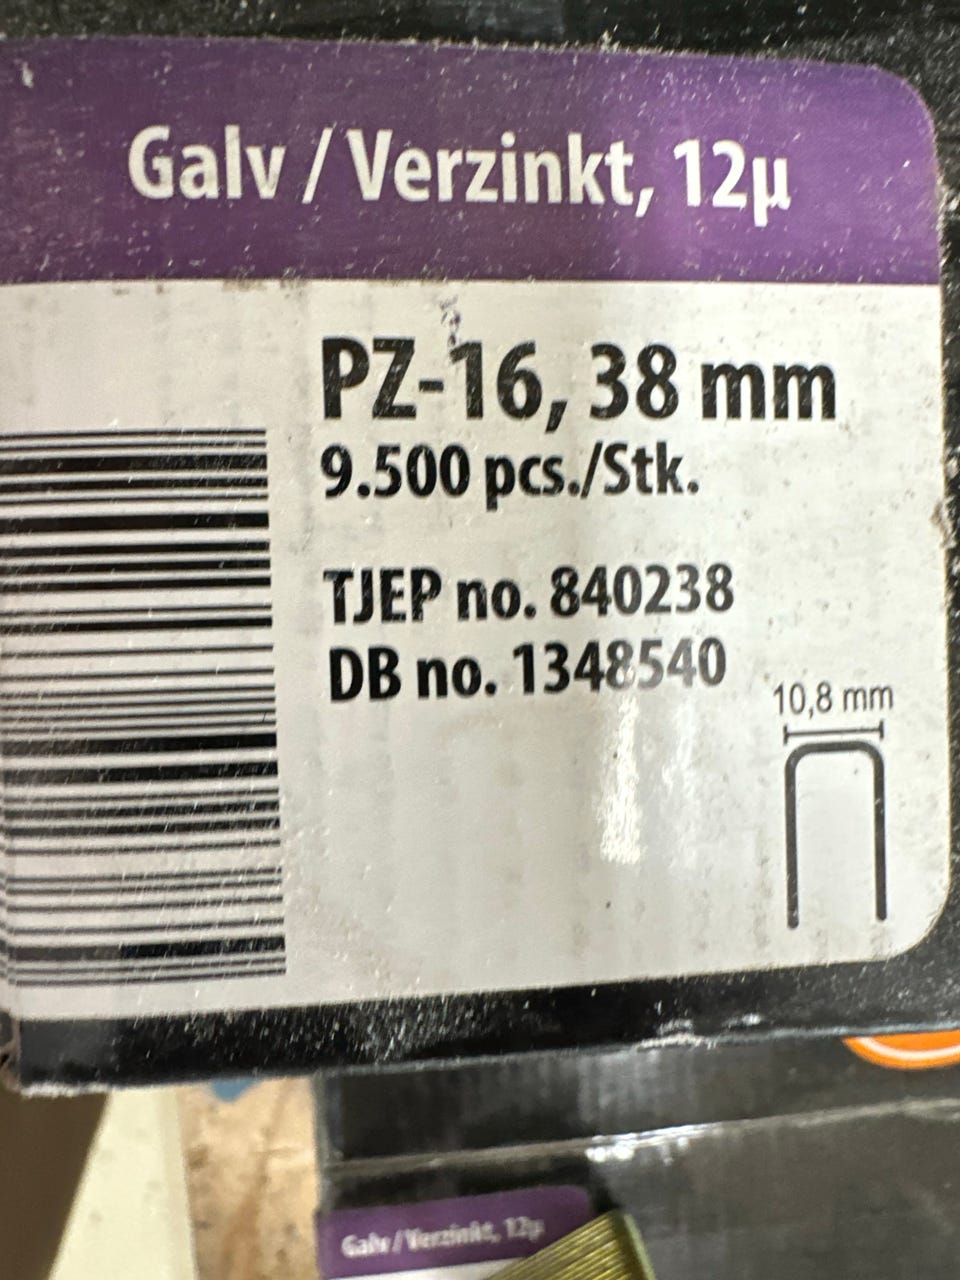 Galv / Verzinkt, 12µ
PZ-16, 38 mm
9.500 pcs./Stk.
TJEP no. 840238
DB no. 1348540
10,8 mm
Galv / Verzinkt, 12µ